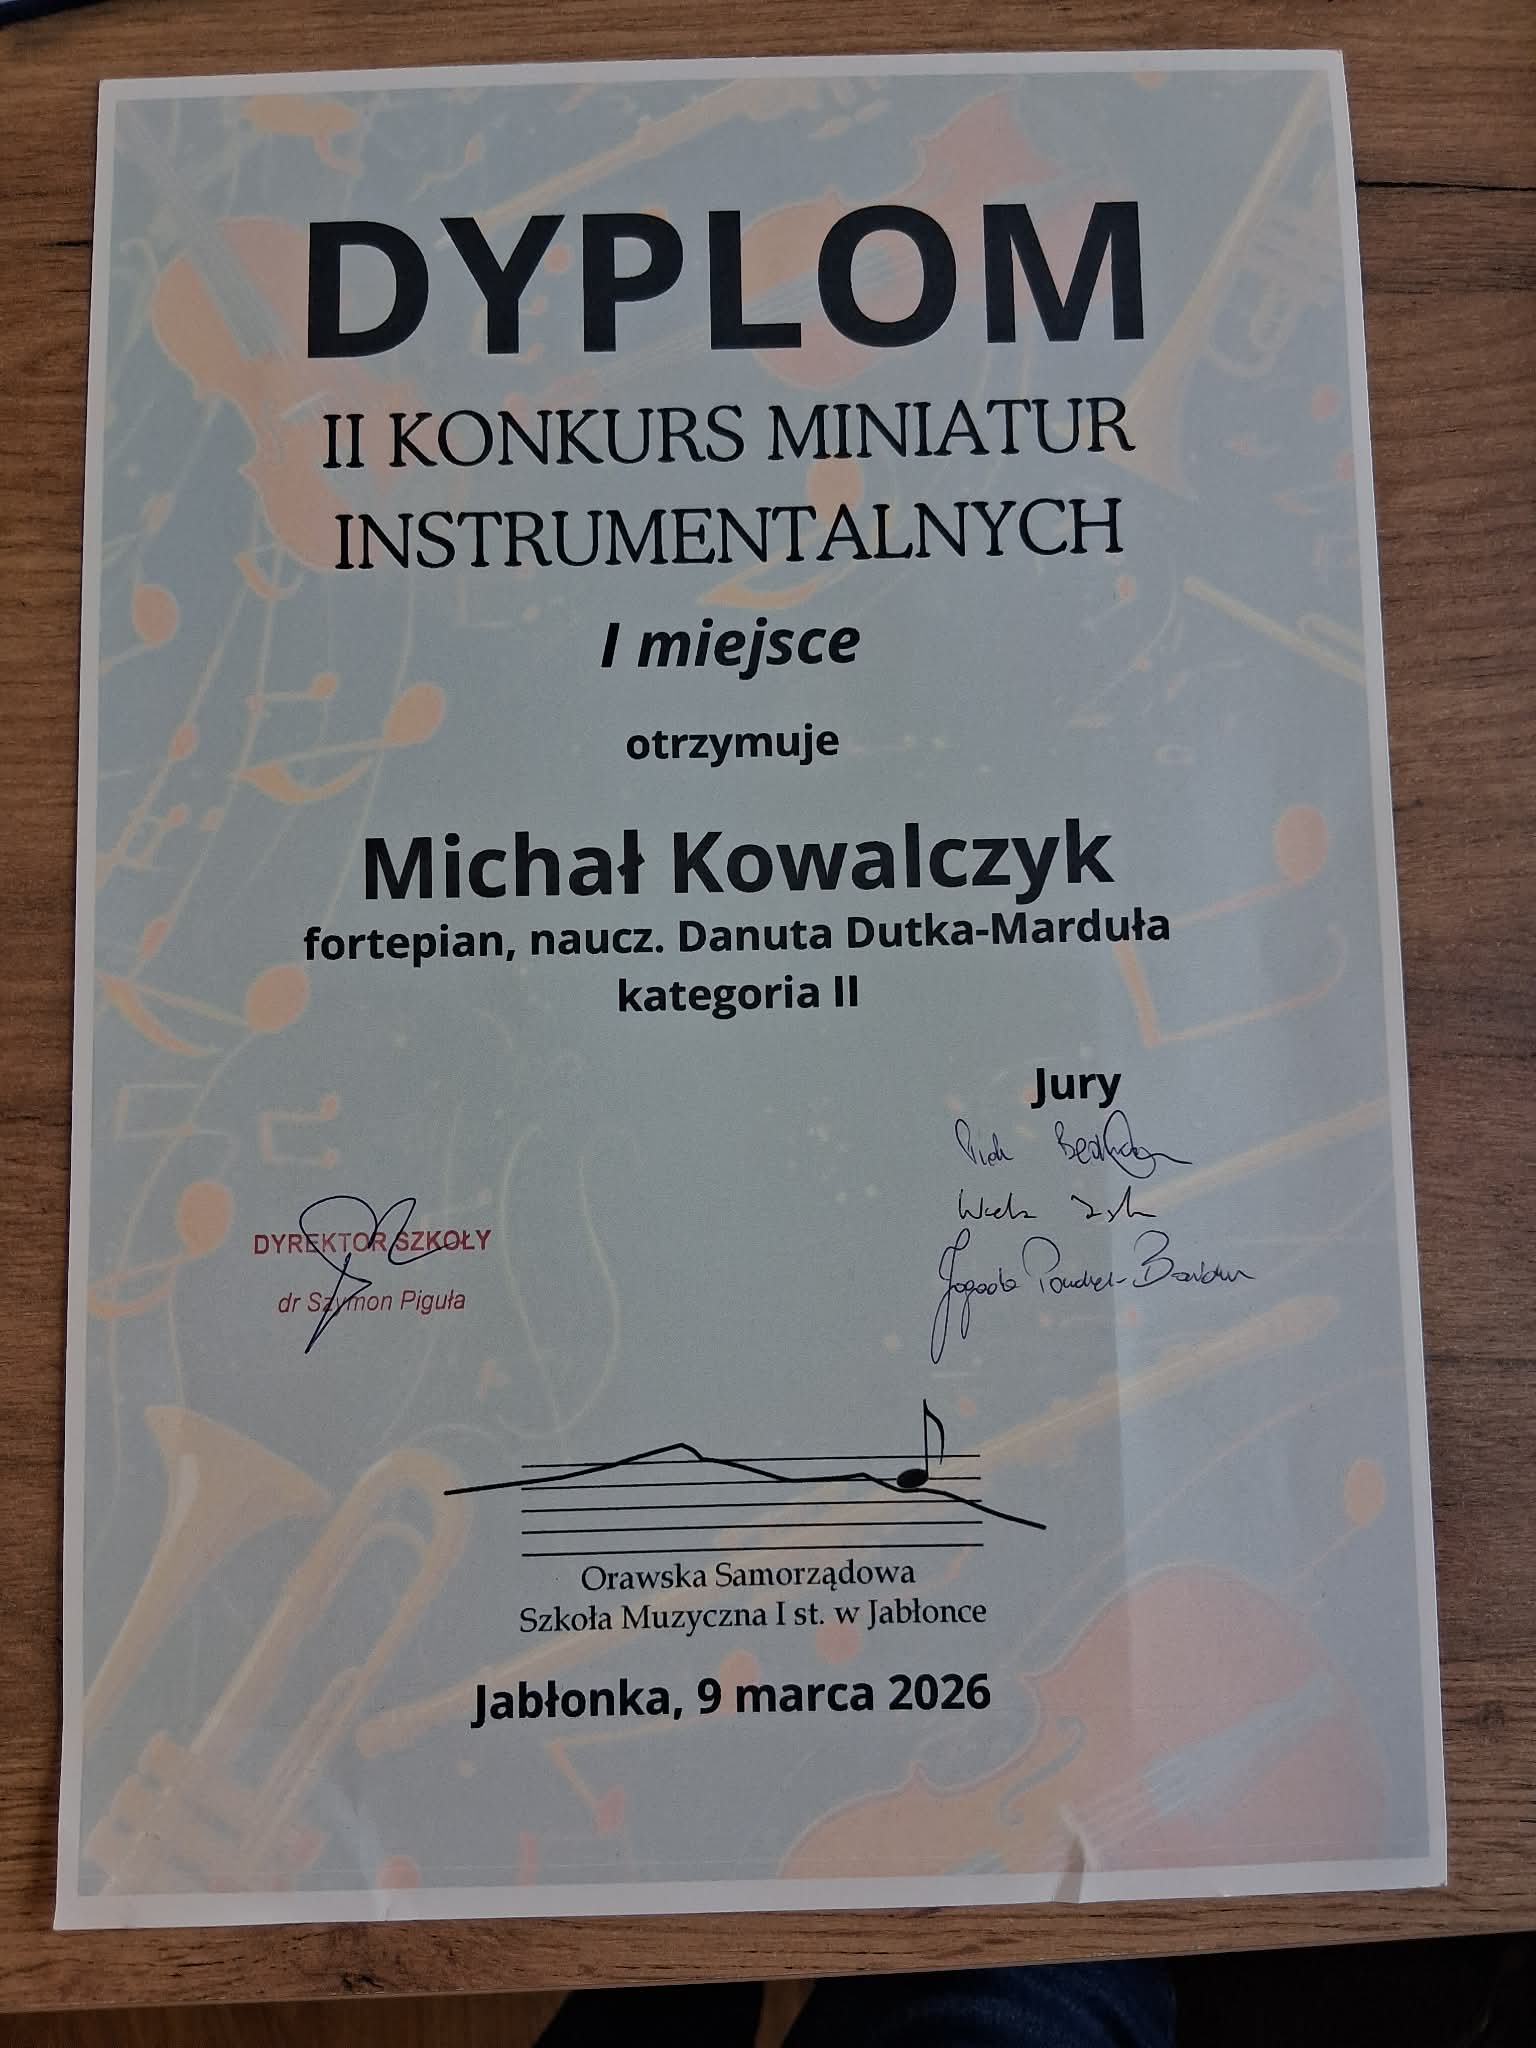 DYPLOM
II KONKURS MINIATUR
INSTRUMENTALNYCH
I miejsce
otrzymuje
Michał Kowalczyk
fortepian, naucz. Danuta Dutka-Marduła
kategoria II
Jury
DYREKTOR SZKOŁY
dr Szymon Piguła
Orawska Samorządowa
Szkoła Muzyczna I st. w Jabłonce
Jabłonka, 9 marca 2026